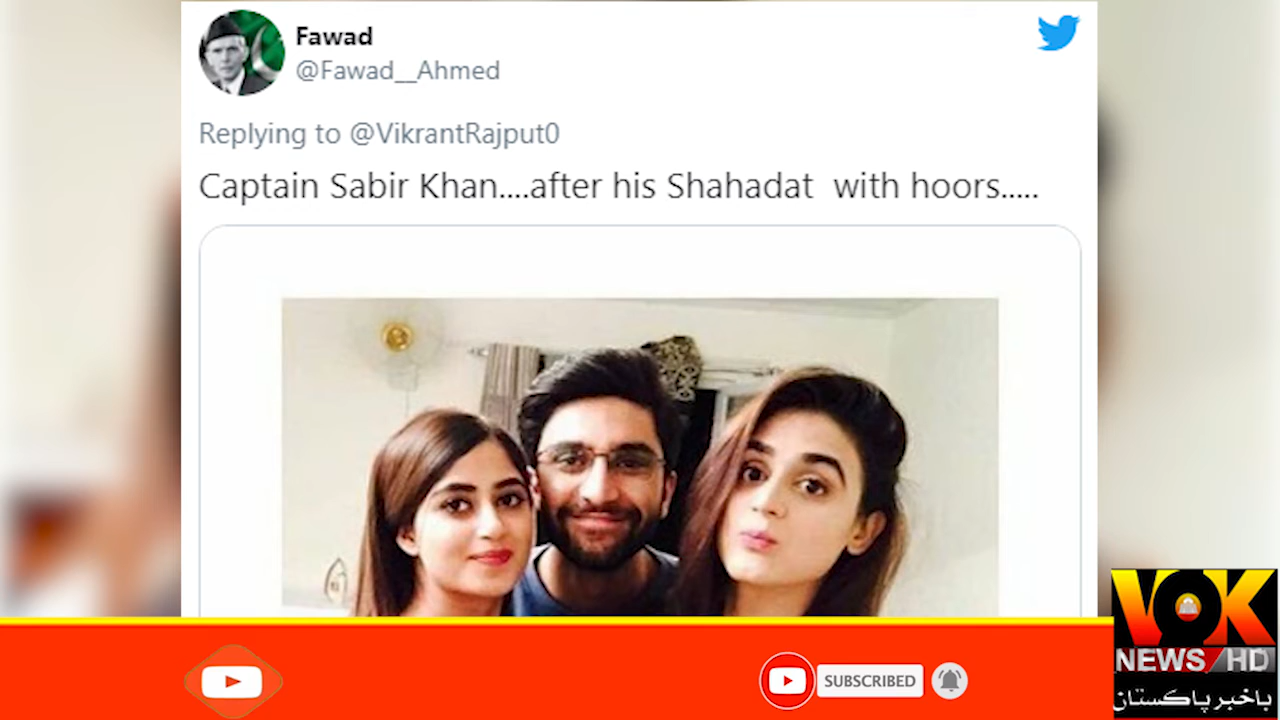 Fawad
@Fawad__Ahmed
Replying to @VikrantRajput0
Captain Sabir Khan....after his Shahadat  with hoors.....
SUBSCRIBED
VOK
NEWS/HD
باخبر پاکستان